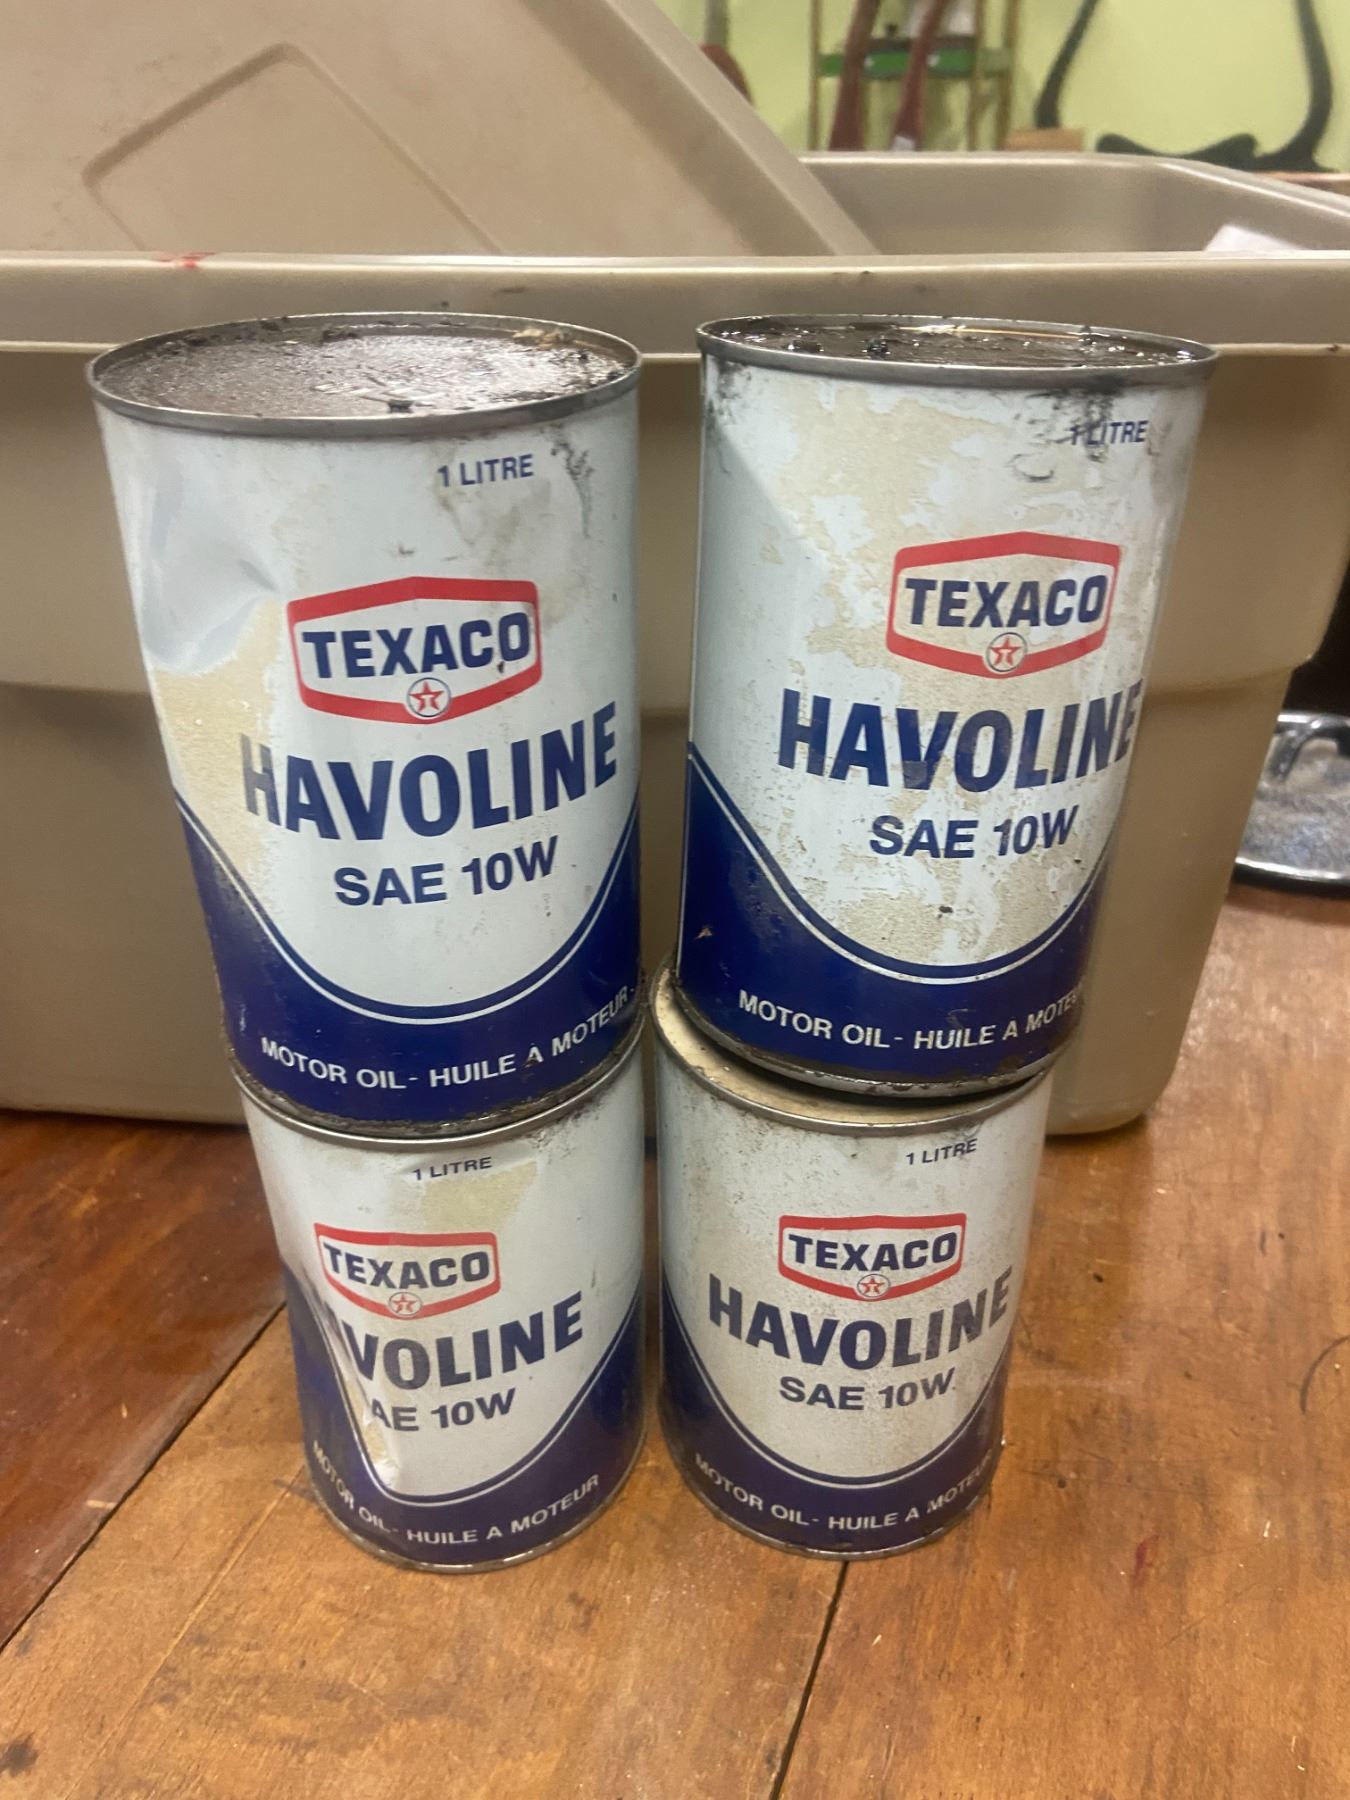 1 LITRE
TEXACO
T
HAVOLINE
SAE 10W
MOTOR OIL - HUILE A MOTEUR -
1 LITRE
TEXACO
T
HAVOLINE
SAE 10W
MOTOR OIL - HUILE A MOTEU
1 LITRE
TEXACO
T
VOLINE
AE 10W
MOTOR OIL - HUILE A MOTEUR
1 LITRE
TEXACO
T
HAVOLINE
SAE 10W
MOTOR OIL - HUILE A MOTEU